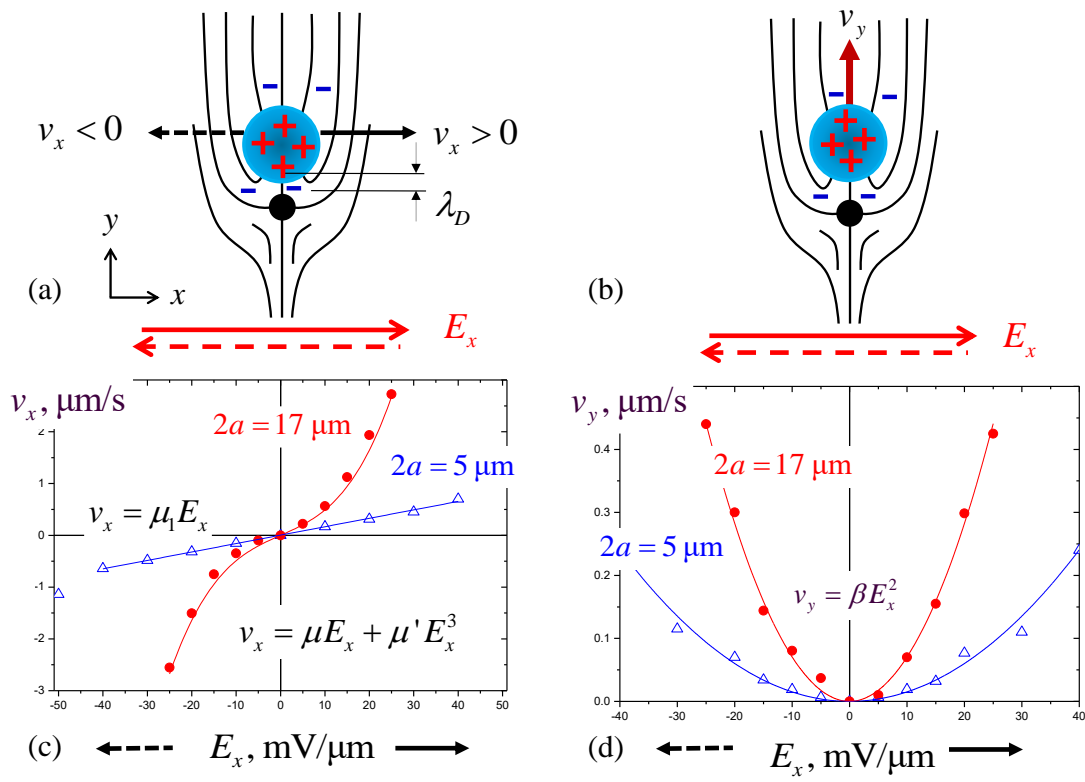 v_y
v_x < 0
v_x > 0
λ_D
y
x
(a)
(b)
E_x
E_x
v_x, μm/s
2a = 17 μm
2a = 5 μm
v_x = μ_1 E_x
v_x = μE_x + μ'E_x^3
2
1
0
-1
-2
-3
-50 -40 -30 -20 -10 0 10 20 30 40 50
(c)
E_x, mV/μm
v_y, μm/s
2a = 17 μm
2a = 5 μm
v_y = βE_x^2
0.4
0.3
0.2
0.1
0.0
-40 -30 -20 -10 0 10 20 30 40
(d)
E_x, mV/μm